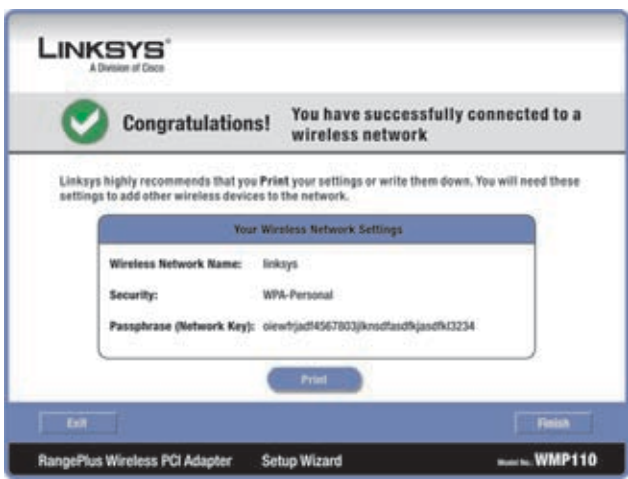 LINKSYS®
A Division of Cisco
Congratulations!
You have successfully connected to a
wireless network
Linksys highly recommends that you Print your settings or write them down. You will need these
settings to add other wireless devices to the network.
Your Wireless Network Settings
Wireless Network Name: linksys
Security: WPA-Personal
Passphrase (Network Key):
Print
Exit
Finish
RangePlus Wireless PCI Adapter Setup Wizard Model No. WMP110